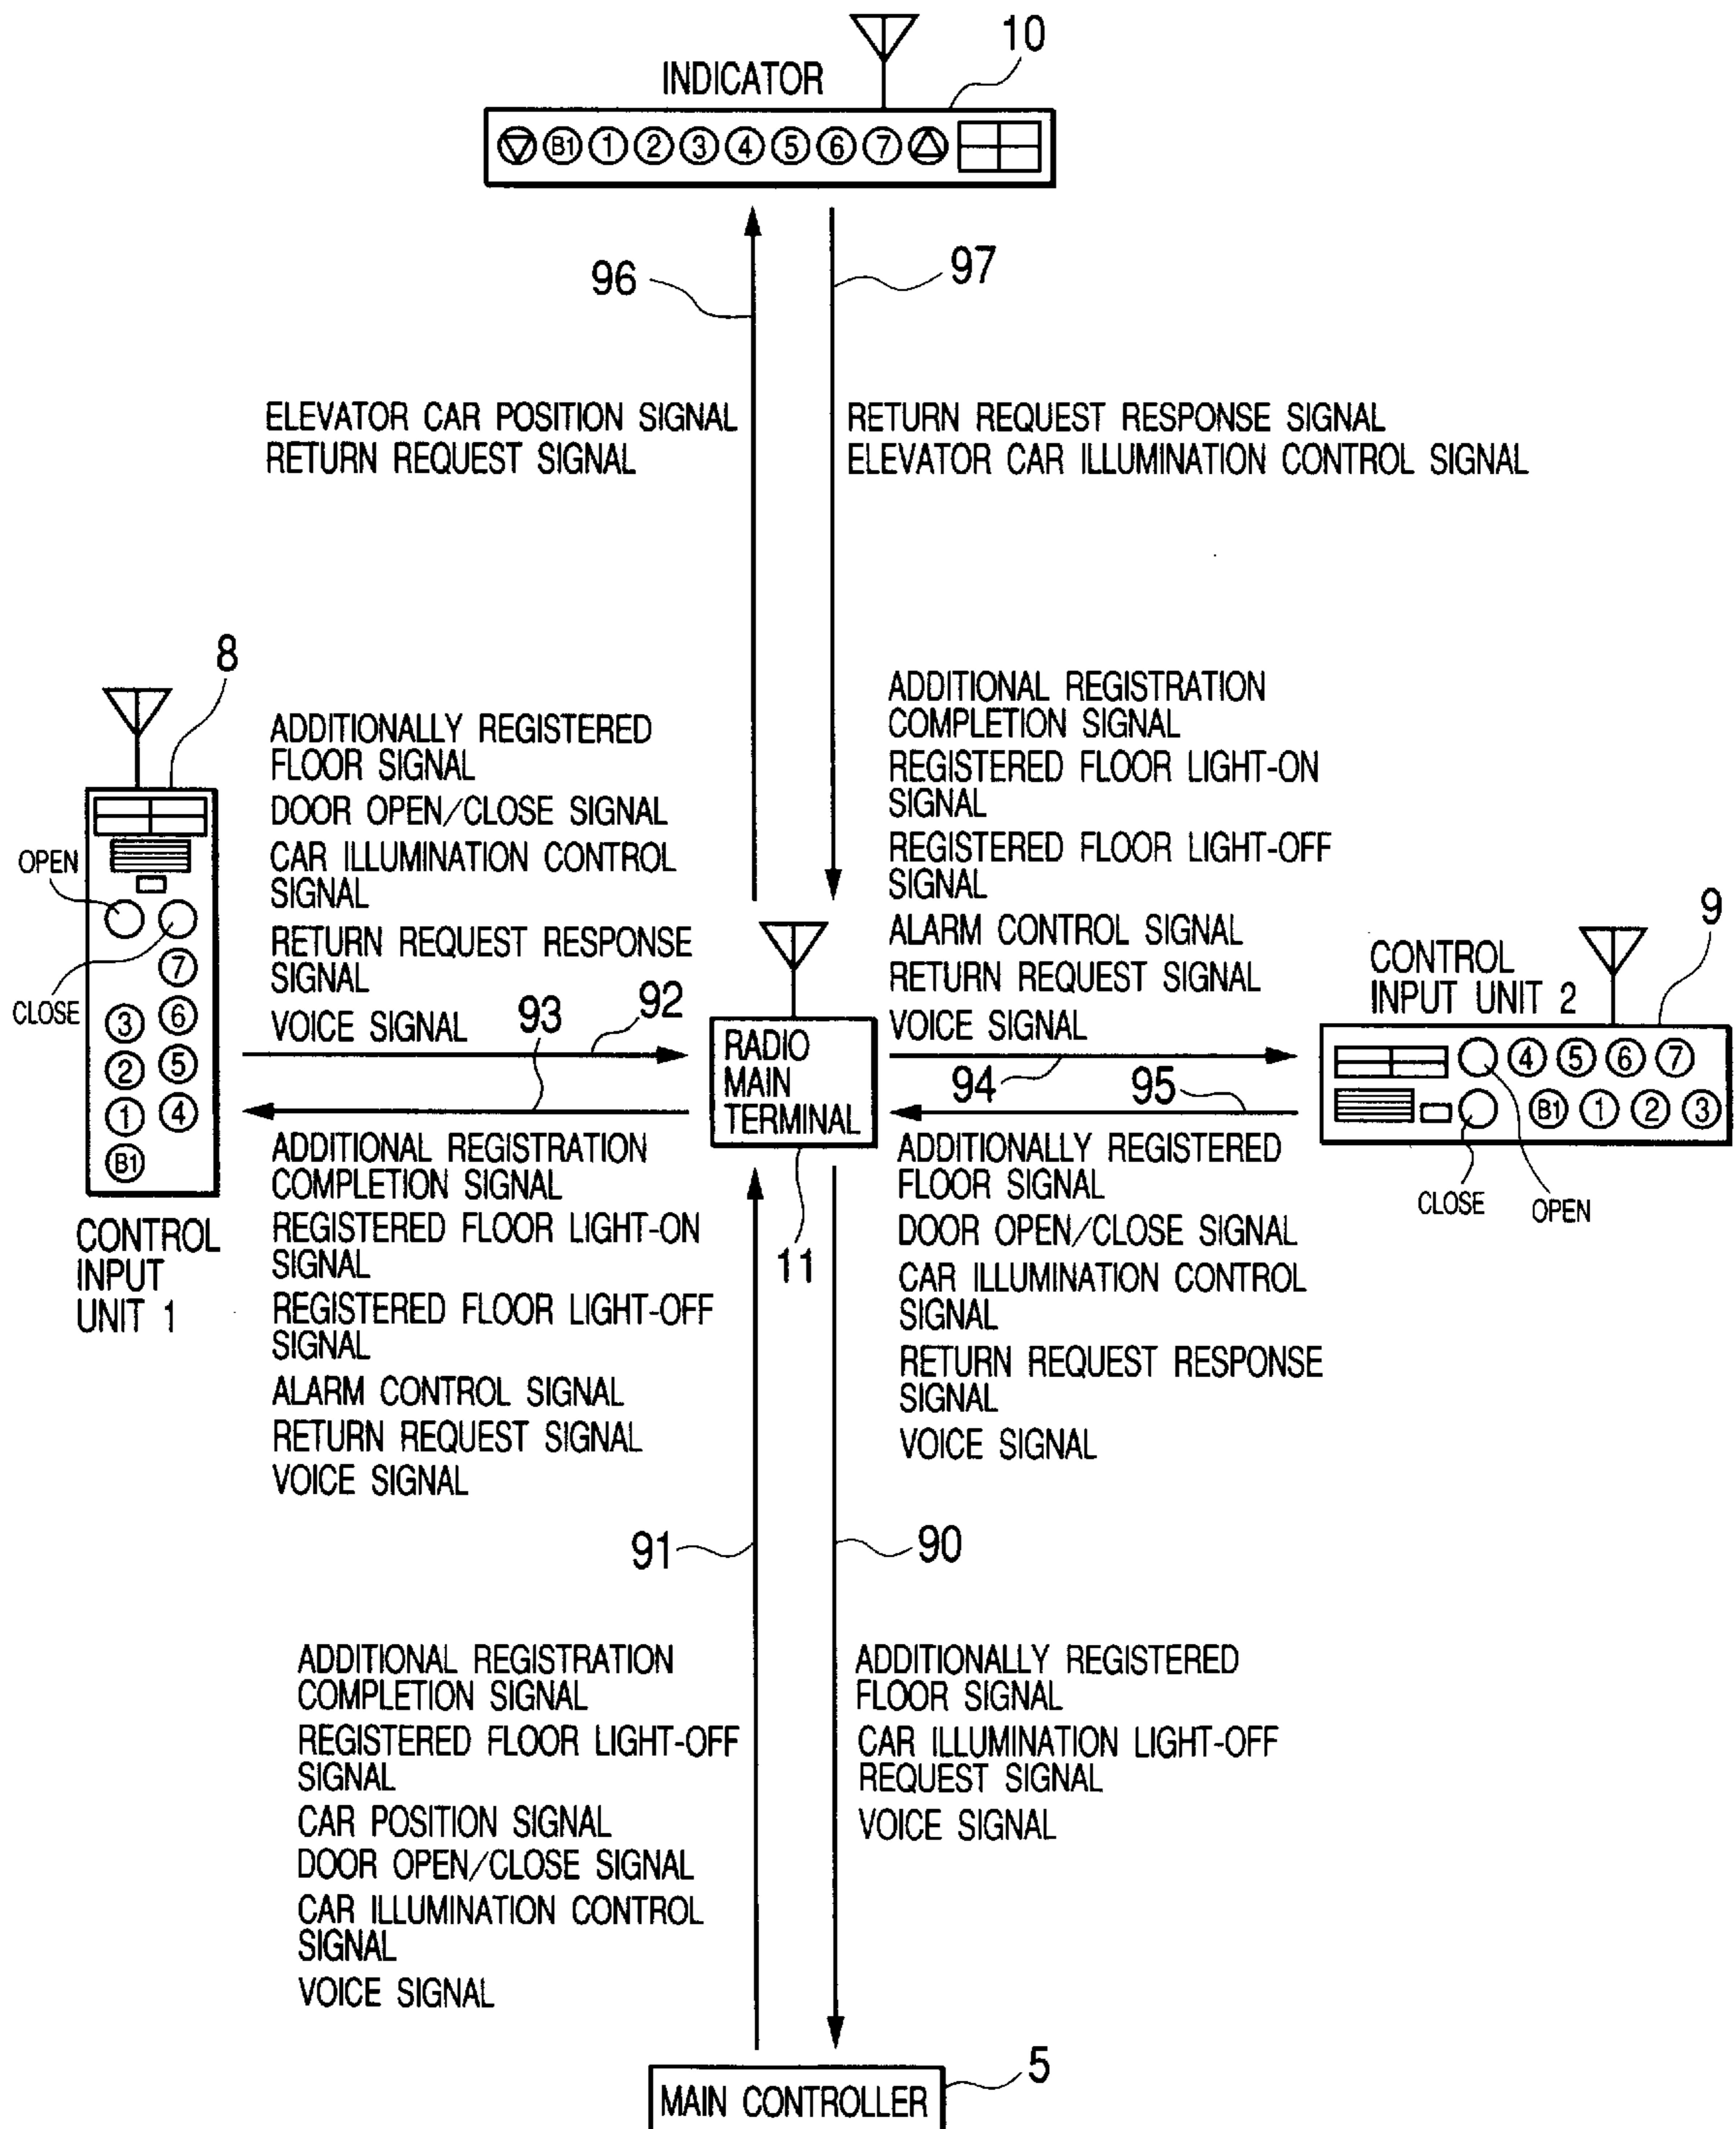 10
INDICATOR
B1 1 2 3 4 5 6 7
96
97
ELEVATOR CAR POSITION SIGNAL
RETURN REQUEST SIGNAL
RETURN REQUEST RESPONSE SIGNAL
ELEVATOR CAR ILLUMINATION CONTROL SIGNAL
8
OPEN
CLOSE
7
3 6
2 5
1 4
B1
CONTROL
INPUT
UNIT 1
ADDITIONALLY REGISTERED
FLOOR SIGNAL
DOOR OPEN/CLOSE SIGNAL
CAR ILLUMINATION CONTROL
SIGNAL
RETURN REQUEST RESPONSE
SIGNAL
VOICE SIGNAL
93
92
ADDITIONAL REGISTRATION
COMPLETION SIGNAL
REGISTERED FLOOR LIGHT-ON
SIGNAL
REGISTERED FLOOR LIGHT-OFF
SIGNAL
ALARM CONTROL SIGNAL
RETURN REQUEST SIGNAL
VOICE SIGNAL
RADIO
MAIN
TERMINAL
11
ADDITIONAL REGISTRATION
COMPLETION SIGNAL
REGISTERED FLOOR LIGHT-ON
SIGNAL
REGISTERED FLOOR LIGHT-OFF
SIGNAL
ALARM CONTROL SIGNAL
RETURN REQUEST SIGNAL
VOICE SIGNAL
94
95
ADDITIONALLY REGISTERED
FLOOR SIGNAL
DOOR OPEN/CLOSE SIGNAL
CAR ILLUMINATION CONTROL
SIGNAL
RETURN REQUEST RESPONSE
SIGNAL
VOICE SIGNAL
9
CONTROL
INPUT UNIT 2
4 5 6 7
B1 1 2 3
CLOSE
OPEN
91
90
ADDITIONAL REGISTRATION
COMPLETION SIGNAL
REGISTERED FLOOR LIGHT-OFF
SIGNAL
CAR POSITION SIGNAL
DOOR OPEN/CLOSE SIGNAL
CAR ILLUMINATION CONTROL
SIGNAL
VOICE SIGNAL
ADDITIONALLY REGISTERED
FLOOR SIGNAL
CAR ILLUMINATION LIGHT-OFF
REQUEST SIGNAL
VOICE SIGNAL
5
MAIN CONTROLLER